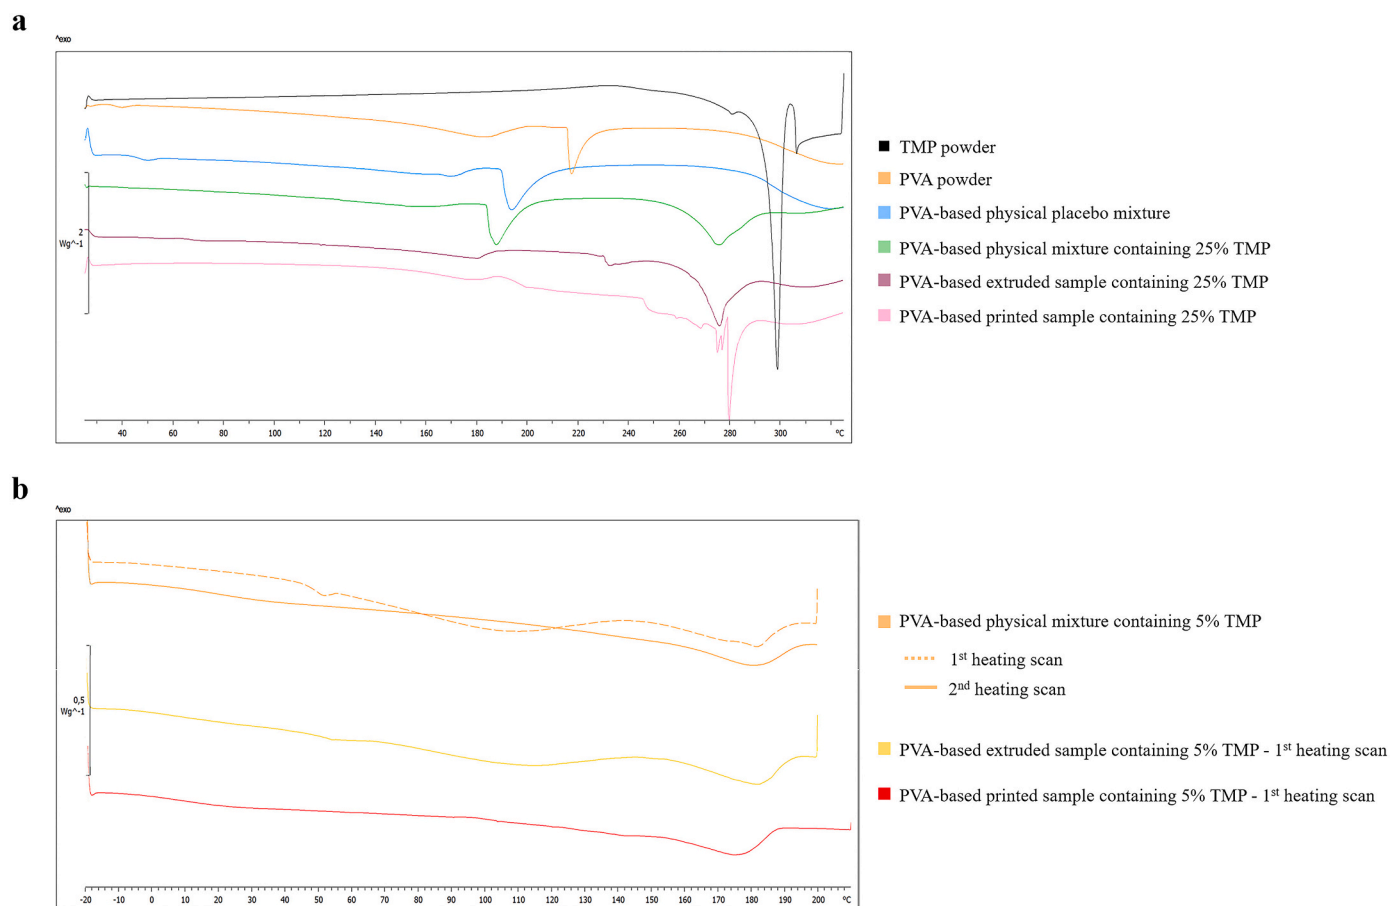 a
^exo
2
Wg^-1
40 60 80 100 120 140 160 180 200 220 240 260 280 300 °C
TMP powder
PVA powder
PVA-based physical placebo mixture
PVA-based physical mixture containing 25% TMP
PVA-based extruded sample containing 25% TMP
PVA-based printed sample containing 25% TMP
b
^exo
0,5
Wg^-1
-20 -10 0 10 20 30 40 50 60 70 80 90 100 110 120 130 140 150 160 170 180 190 200 °C
PVA-based physical mixture containing 5% TMP
1st heating scan
2nd heating scan
PVA-based extruded sample containing 5% TMP - 1st heating scan
PVA-based printed sample containing 5% TMP - 1st heating scan